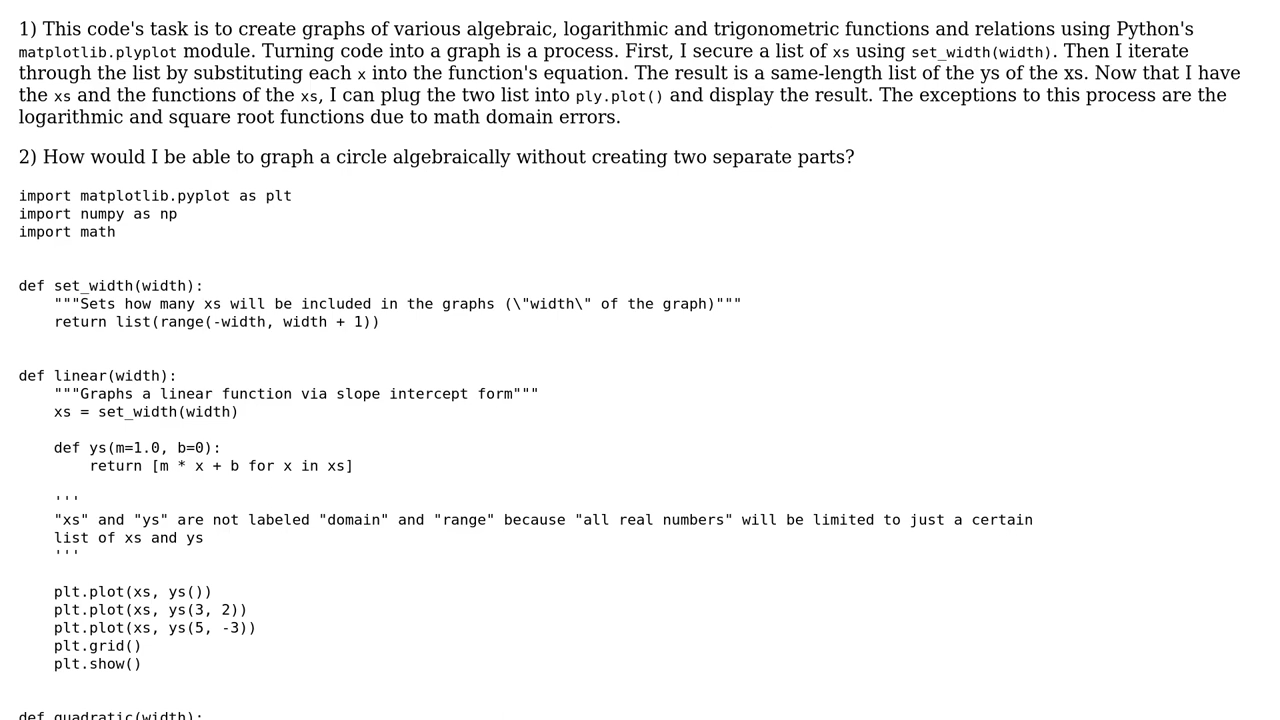 1) This code's task is to create graphs of various algebraic, logarithmic and trigonometric functions and relations using Python's
matplotlib.plyplot module. Turning code into a graph is a process. First, I secure a list of xs using set_width(width). Then I iterate
through the list by substituting each x into the function's equation. The result is a same-length list of the ys of the xs. Now that I have
the xs and the functions of the xs, I can plug the two list into ply.plot() and display the result. The exceptions to this process are the
logarithmic and square root functions due to math domain errors.
2) How would I be able to graph a circle algebraically without creating two separate parts?
import matplotlib.pyplot as plt
import numpy as np
import math
def set_width(width):
    """Sets how many xs will be included in the graphs (\"width\" of the graph)"""
    return list(range(-width, width + 1))
def linear(width):
    """Graphs a linear function via slope intercept form"""
    xs = set_width(width)
    def ys(m=1.0, b=0):
        return [m * x + b for x in xs]
    '''
    "xs" and "ys" are not labeled "domain" and "range" because "all real numbers" will be limited to just a certain
    list of xs and ys
    '''
    plt.plot(xs, ys())
    plt.plot(xs, ys(3, 2))
    plt.plot(xs, ys(5, -3))
    plt.grid()
    plt.show()
def quadratic(width):